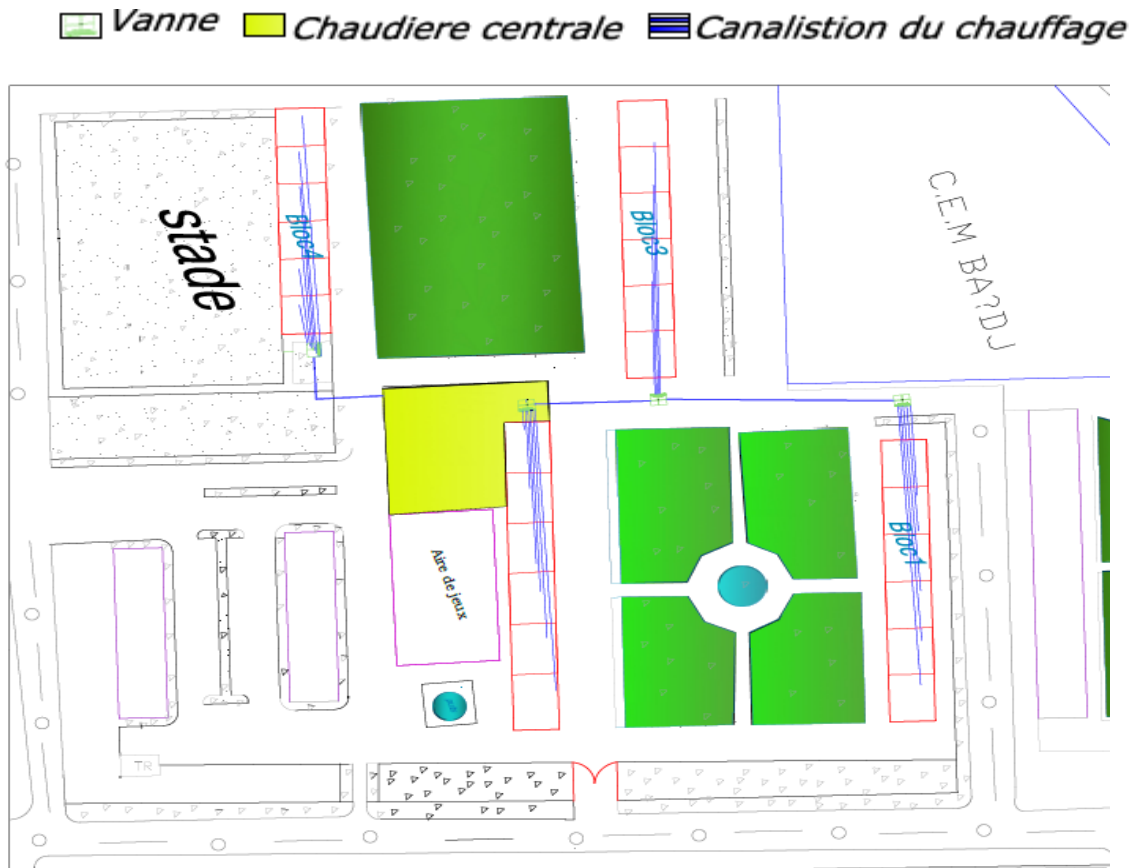 Vanne Chaudiere centrale Canalistion du chauffage
stade
Bloc4
Bloc3
C.E.M BA?DJ
Bloc1
Aire de jeux
TR